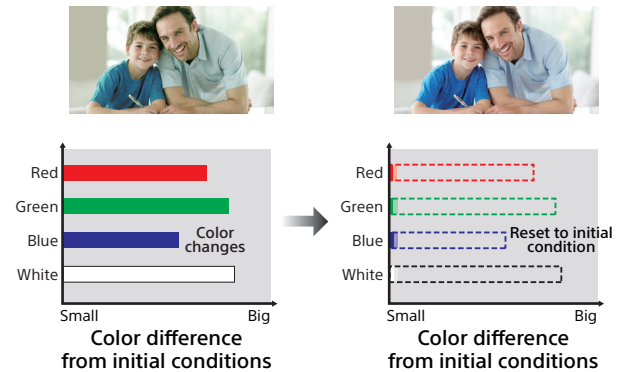 Red
Green
Blue
White
Color
changes
Small
Big
Color difference
from initial conditions
Red
Green
Blue
White
Reset to initial
condition
Small
Big
Color difference
from initial conditions